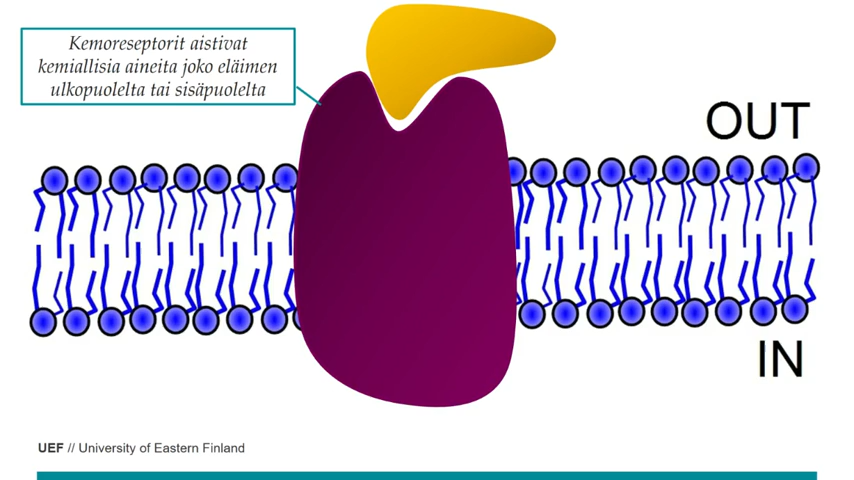 Kemoreseptorit aistivat
kemiallisia aineita joko eläimen
ulkopuolelta tai sisäpuolelta
OUT
IN
UEF // University of Eastern Finland